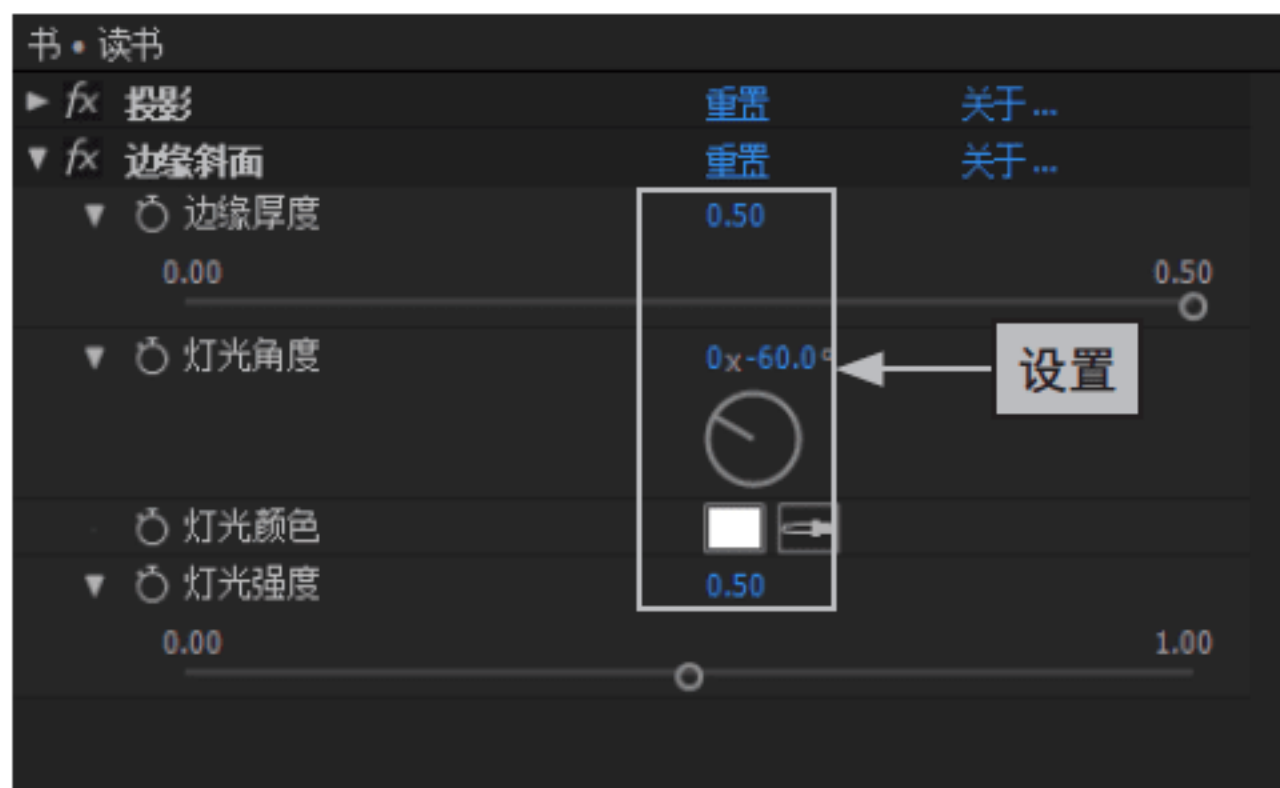 书•读书
fx 投影 重置 关于...
fx 边缘斜面 重置 关于...
边缘厚度 0.50
0.00 0.50
灯光角度 0x-60.0°
设置
灯光颜色
灯光强度 0.50
0.00 1.00